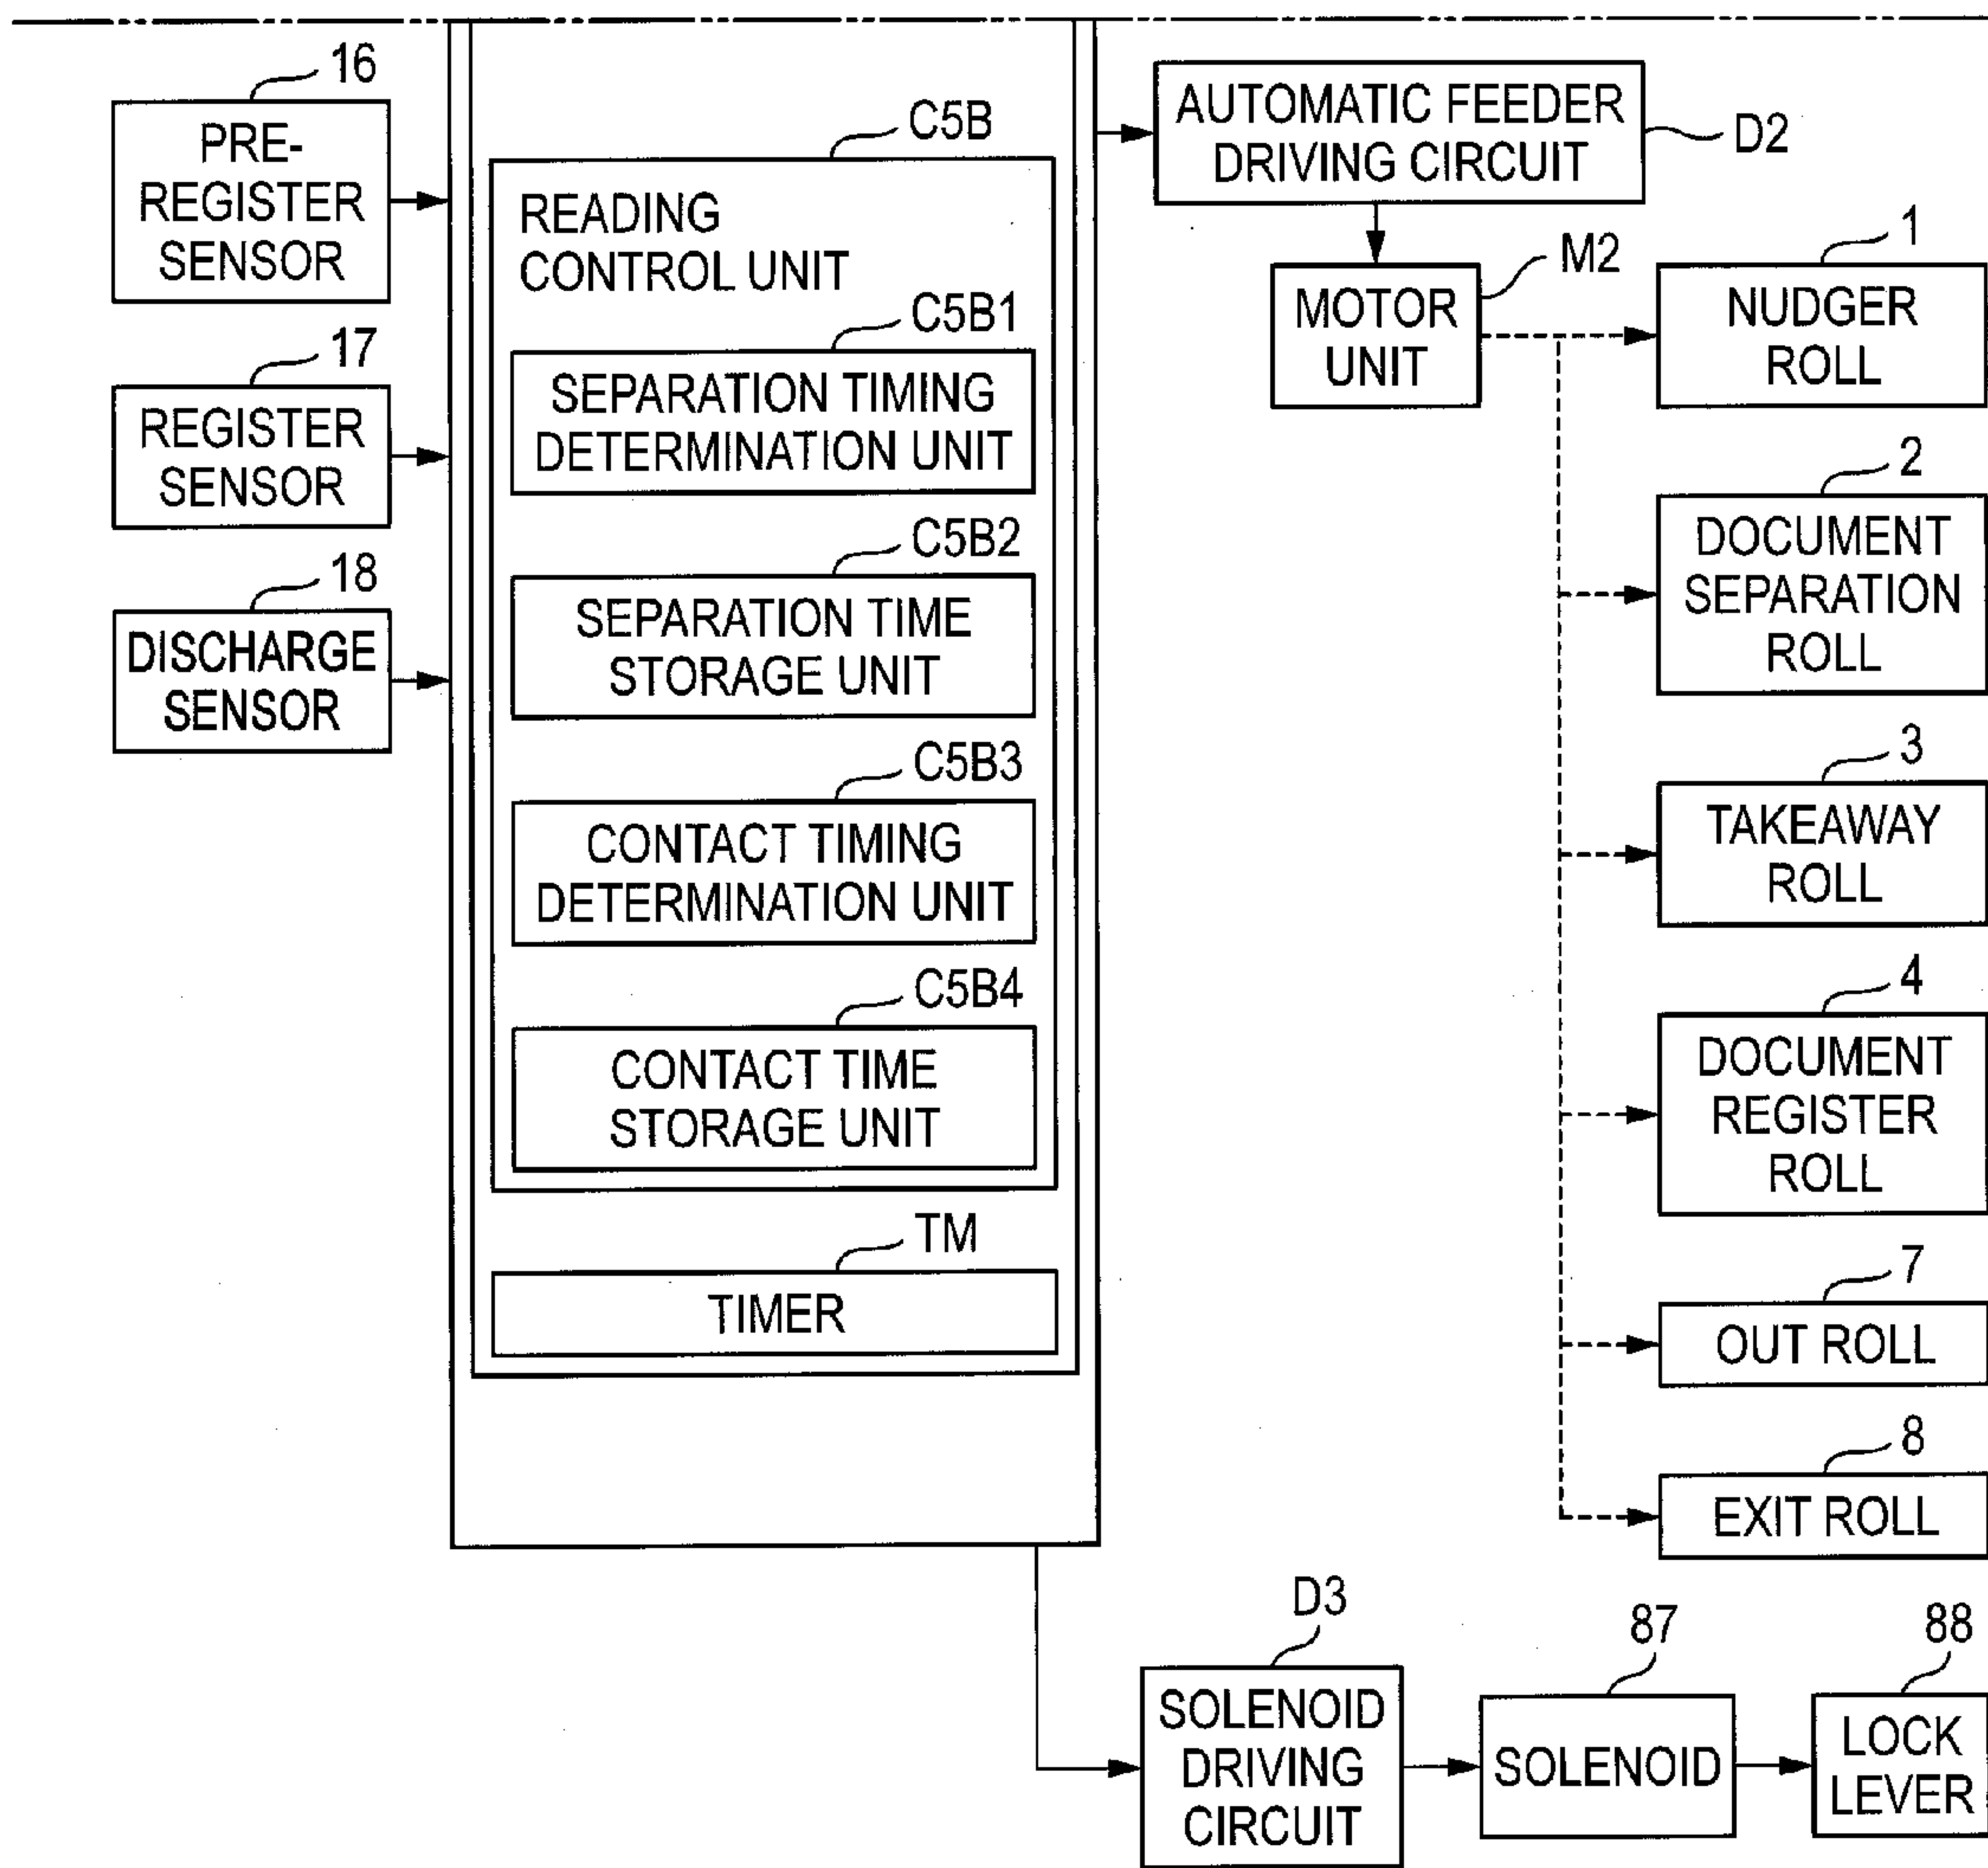 16
PRE-
REGISTER
SENSOR
17
REGISTER
SENSOR
18
DISCHARGE
SENSOR
C5B
READING
CONTROL UNIT
C5B1
SEPARATION TIMING
DETERMINATION UNIT
C5B2
SEPARATION TIME
STORAGE UNIT
C5B3
CONTACT TIMING
DETERMINATION UNIT
C5B4
CONTACT TIME
STORAGE UNIT
TM
TIMER
AUTOMATIC FEEDER
DRIVING CIRCUIT
D2
MOTOR
UNIT
M2
1
NUDGER
ROLL
2
DOCUMENT
SEPARATION
ROLL
3
TAKEAWAY
ROLL
4
DOCUMENT
REGISTER
ROLL
7
OUT ROLL
8
EXIT ROLL
D3
SOLENOID
DRIVING
CIRCUIT
87
SOLENOID
88
LOCK
LEVER